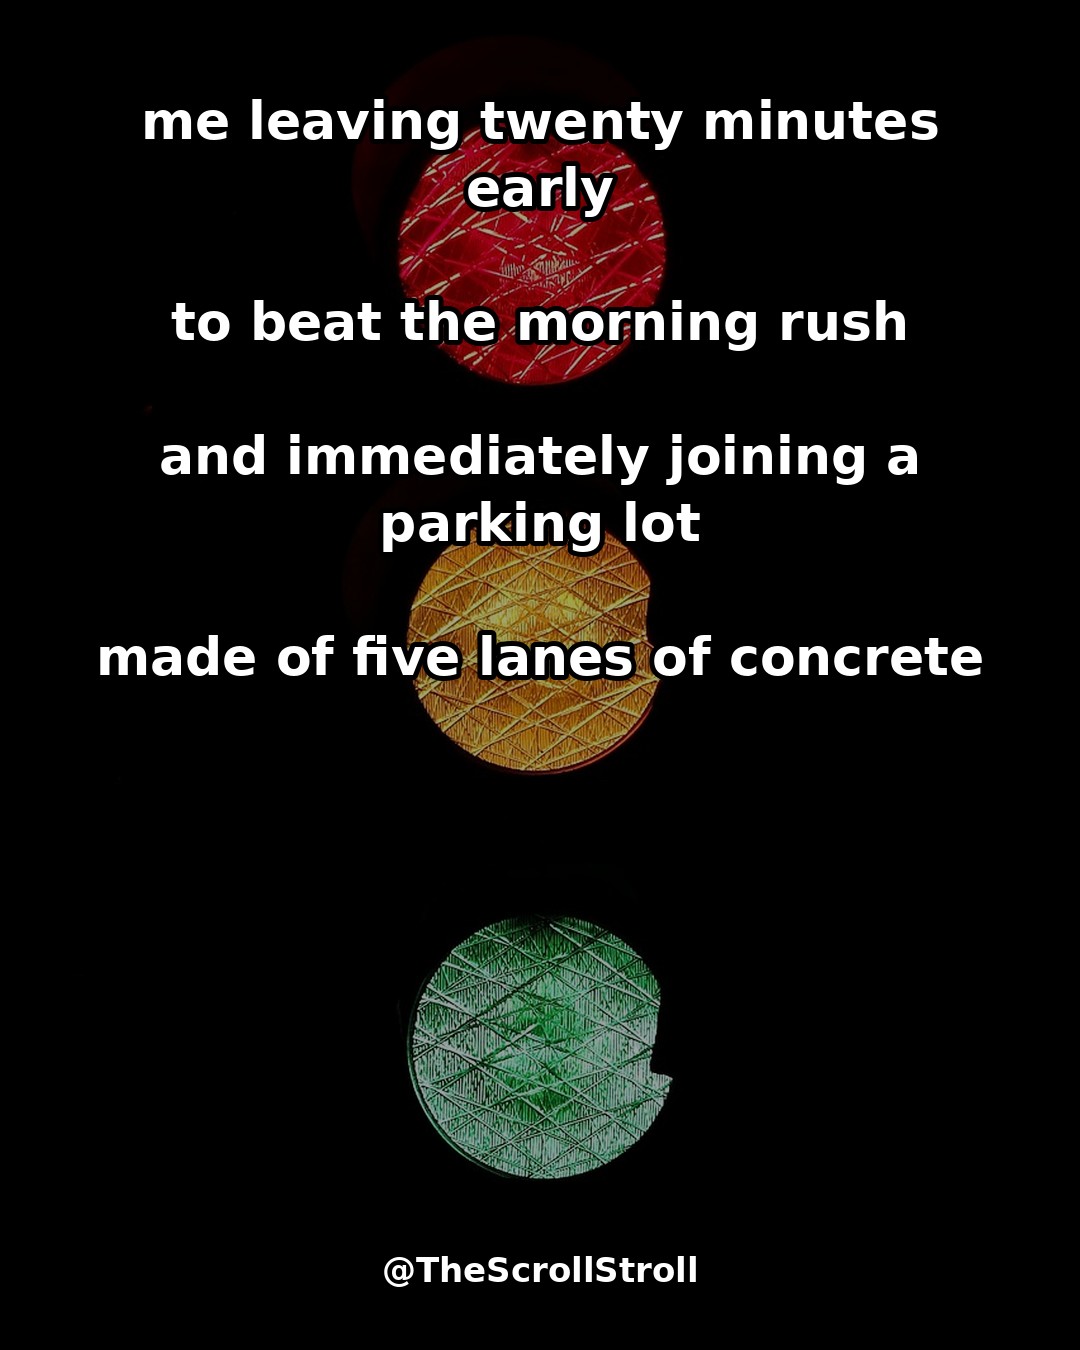 me leaving twenty minutes
early
to beat the morning rush
and immediately joining a
parking lot
made of five lanes of concrete
@TheScrollStroll